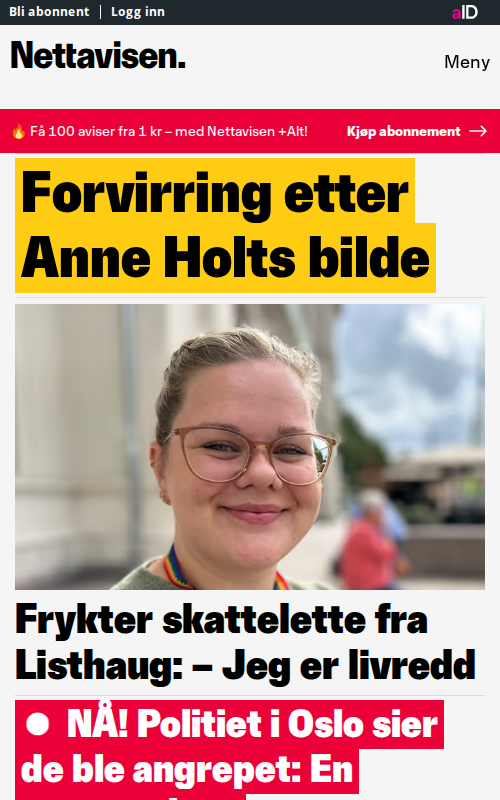 Bli abonnent | Logg inn
aID
Nettavisen.
Meny
🔥 Få 100 aviser fra 1 kr – med Nettavisen +Alt!
Kjøp abonnement →
Forvirring etter
Anne Holts bilde
Frykter skattelette fra
Listhaug: – Jeg er livredd
NÅ! Politiet i Oslo sier
de ble angrepet: En